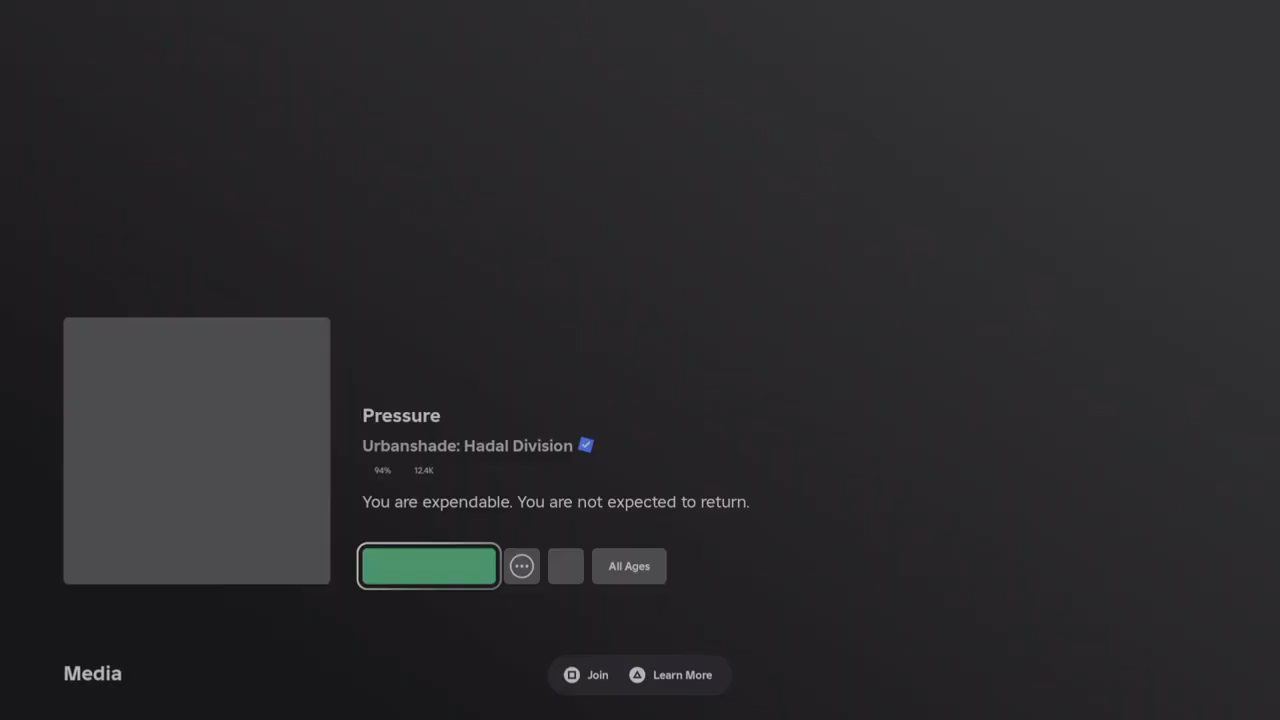 Pressure
Urbanshade: Hadal Division
94% 12.4K
You are expendable. You are not expected to return.
All Ages
Media
Join Learn More